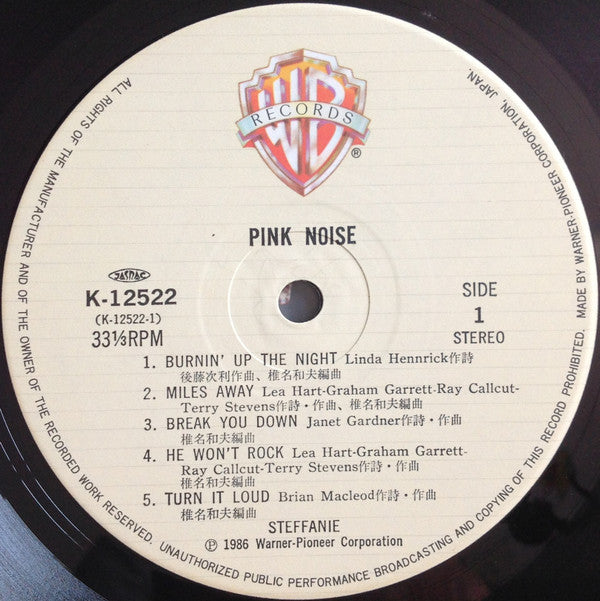 WB
RECORDS
®
PINK NOISE
JASRAC
K-12522
(K-12522-1)
33⅓RPM
SIDE
1
STEREO
1. BURNIN' UP THE NIGHT Linda Hennrick作詩
後藤次利作曲、椎名和夫編曲
2. MILES AWAY Lea Hart-Graham Garrett-Ray Callcut-
Terry Stevens作詩・作曲、椎名和夫編曲
3. BREAK YOU DOWN Janet Gardner作詩・作曲
椎名和夫編曲
4. HE WON'T ROCK Lea Hart-Graham Garrett-
Ray Callcut-Terry Stevens作詩・作曲
椎名和夫編曲
5. TURN IT LOUD Brian Macleod作詩・作曲
椎名和夫編曲
STEFFANIE
Ⓟ 1986 Warner-Pioneer Corporation
ALL RIGHTS OF THE MANUFACTURER AND OF THE OWNER OF THE RECORDED WORK RESERVED. UNAUTHORIZED PUBLIC PERFORMANCE BROADCASTING AND COPYING OF THIS RECORD PROHIBITED. MADE BY WARNER-PIONEER CORPORATION, JAPAN.